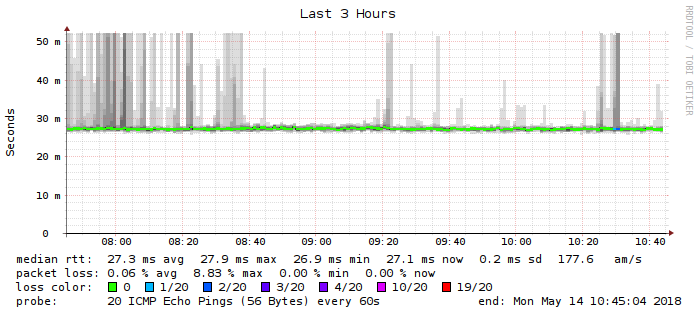 Last 3 Hours
RRDTOOL / TOBI OETIKER
Seconds
50 m
40 m
30 m
20 m
10 m
0
08:00 08:20 08:40 09:00 09:20 09:40 10:00 10:20 10:40
median rtt: 27.3 ms avg 27.9 ms max 26.9 ms min 27.1 ms now 0.2 ms sd 177.6 am/s
packet loss: 0.06 % avg 8.83 % max 0.00 % min 0.00 % now
loss color: 0 1/20 2/20 3/20 4/20 10/20 19/20
probe: 20 ICMP Echo Pings (56 Bytes) every 60s end: Mon May 14 10:45:04 2018